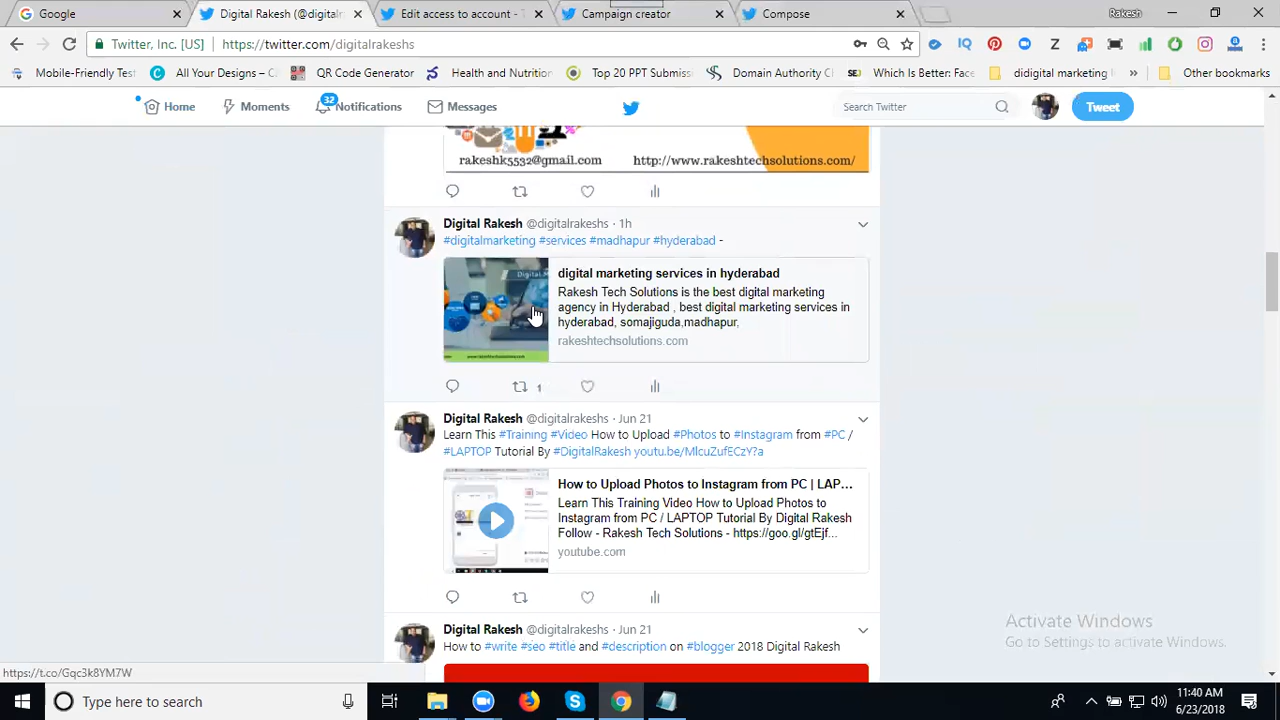 Google
Digital Rakesh (@digitalr
Edit access to account - T
Campaign creator
Compose
Rakesh
Twitter, Inc. [US]
https://twitter.com/digitalrakeshs
Mobile-Friendly Test
All Your Designs – Ca
QR Code Generator
Health and Nutrition
Top 20 PPT Submiss
Domain Authority C
Which Is Better: Face
didigital marketing i
Other bookmarks
Home
Moments
32
Notifications
Messages
Search Twitter
Tweet
rakeshk5532@gmail.com
http://www.rakeshtechsolutions.com/
Digital Rakesh @digitalrakeshs · 1h
#digitalmarketing #services #madhapur #hyderabad -
digital marketing services in hyderabad
Rakesh Tech Solutions is the best digital marketing
agency in Hyderabad , best digital marketing services in
hyderabad, somajiguda,madhapur,
rakeshtechsolutions.com
Digital Rakesh @digitalrakeshs · Jun 21
Learn This #Training #Video How to Upload #Photos to #Instagram from #PC /
#LAPTOP Tutorial By #DigitalRakesh youtu.be/MlcuZufECzY?a
How to Upload Photos to Instagram from PC | LAP...
Learn This Training Video How to Upload Photos to
Instagram from PC / LAPTOP Tutorial By Digital Rakesh
Follow - Rakesh Tech Solutions - https://goo.gl/gtEjf...
youtube.com
Digital Rakesh @digitalrakeshs · Jun 21
How to #write #seo #title and #description on #blogger 2018 Digital Rakesh
Activate Windows
Go to Settings to activate Windows.
https://t.co/Gqc3k8YM7W
Type here to search
11:40 AM
6/23/2018